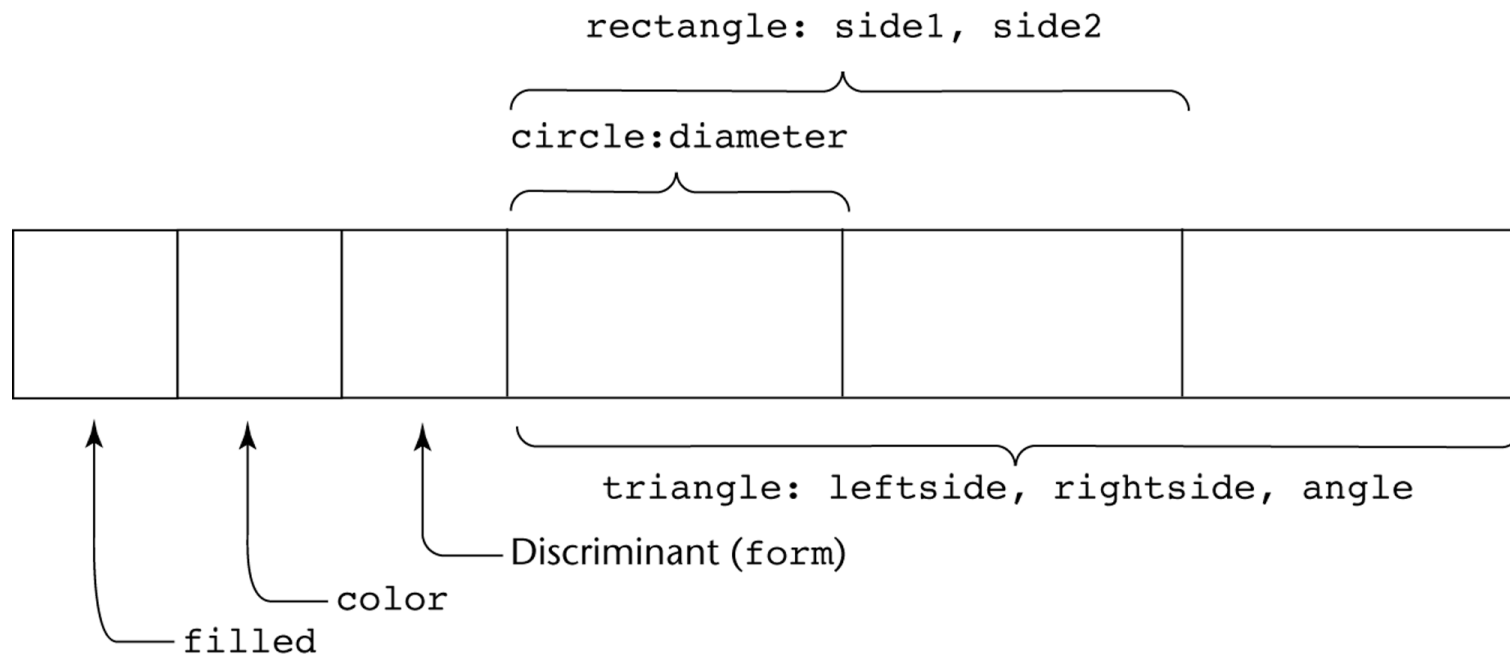 rectangle: side1, side2
circle:diameter
triangle: leftside, rightside, angle
Discriminant (form)
color
filled